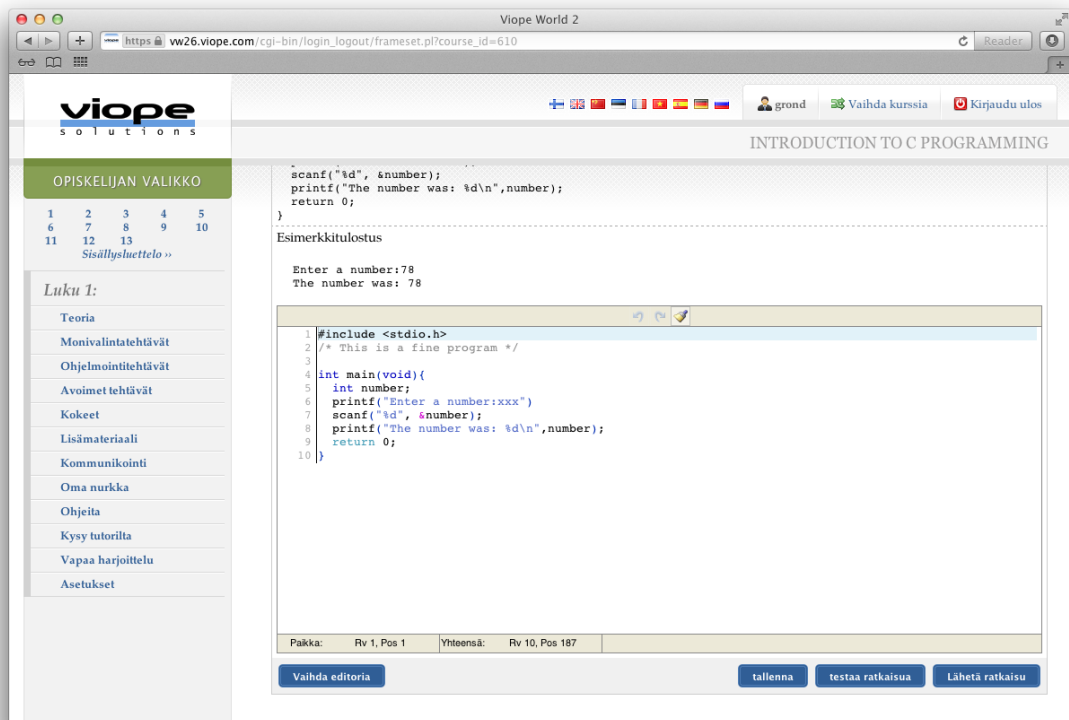 Viope World 2
https vw26.viope.com/cgi-bin/login_logout/frameset.pl?course_id=610
Reader
viope
solutions
grond
Vaihda kurssia
Kirjaudu ulos
INTRODUCTION TO C PROGRAMMING
OPISKELIJAN VALIKKO
1 2 3 4 5
6 7 8 9 10
11 12 13
Sisällysluettelo ››
Luku 1:
Teoria
Monivalintatehtävät
Ohjelmointitehtävät
Avoimet tehtävät
Kokeet
Lisämateriaali
Kommunikointi
Oma nurkka
Ohjeita
Kysy tutorilta
Vapaa harjoittelu
Asetukset
scanf("%d", &number);
printf("The number was: %d\n",number);
return 0;
}
Esimerkkitulostus
Enter a number:78
The number was: 78
1 #include <stdio.h>
2 /* This is a fine program */
3
4 int main(void){
5 int number;
6 printf("Enter a number:xxx")
7 scanf("%d", &number);
8 printf("The number was: %d\n",number);
9 return 0;
10 }
Paikka: Rv 1, Pos 1 Yhteensä: Rv 10, Pos 187
Vaihda editoria
tallenna
testaa ratkaisua
Lähetä ratkaisu